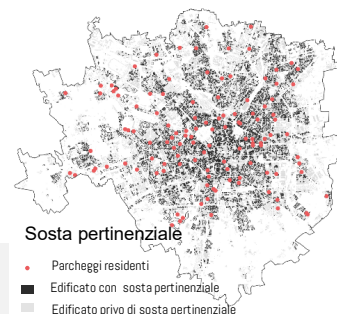 Sosta pertinenziale
Parcheggi residenti
Edificato con sosta pertinenziale
Edificato privo di sosta pertinenziale